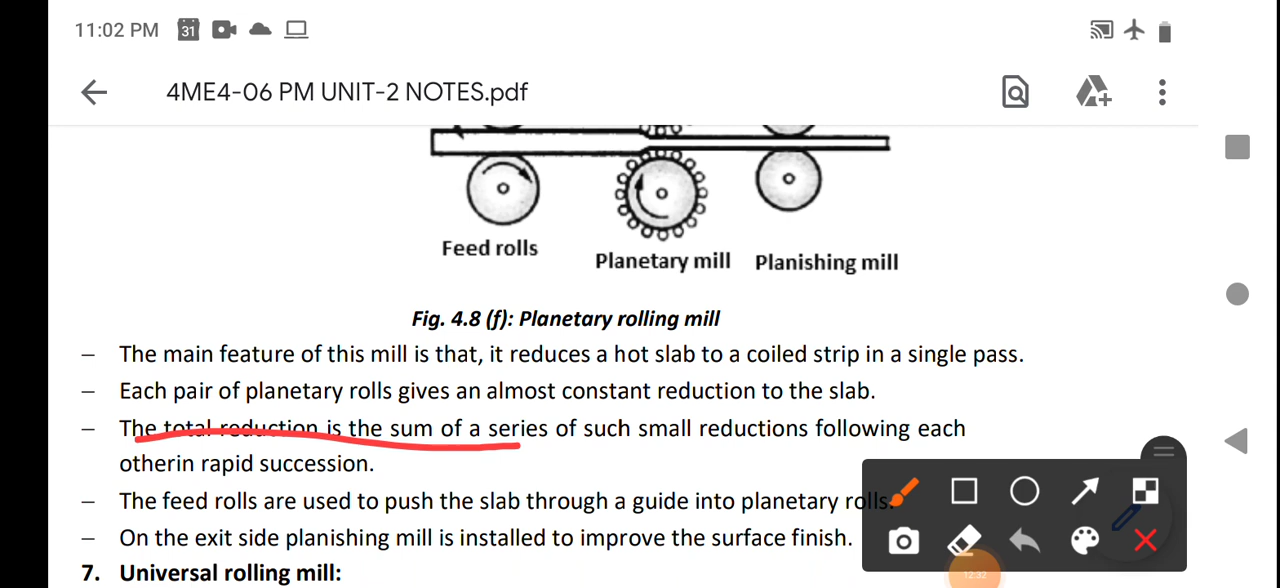 11:02 PM 31
4ME4-06 PM UNIT-2 NOTES.pdf
Feed rolls
Planetary mill Planishing mill
Fig. 4.8 (f): Planetary rolling mill
– The main feature of this mill is that, it reduces a hot slab to a coiled strip in a single pass.
– Each pair of planetary rolls gives an almost constant reduction to the slab.
– The total reduction is the sum of a series of such small reductions following each
otherin rapid succession.
– The feed rolls are used to push the slab through a guide into planetary rolls.
– On the exit side planishing mill is installed to improve the surface finish.
12:32
7. Universal rolling mill: